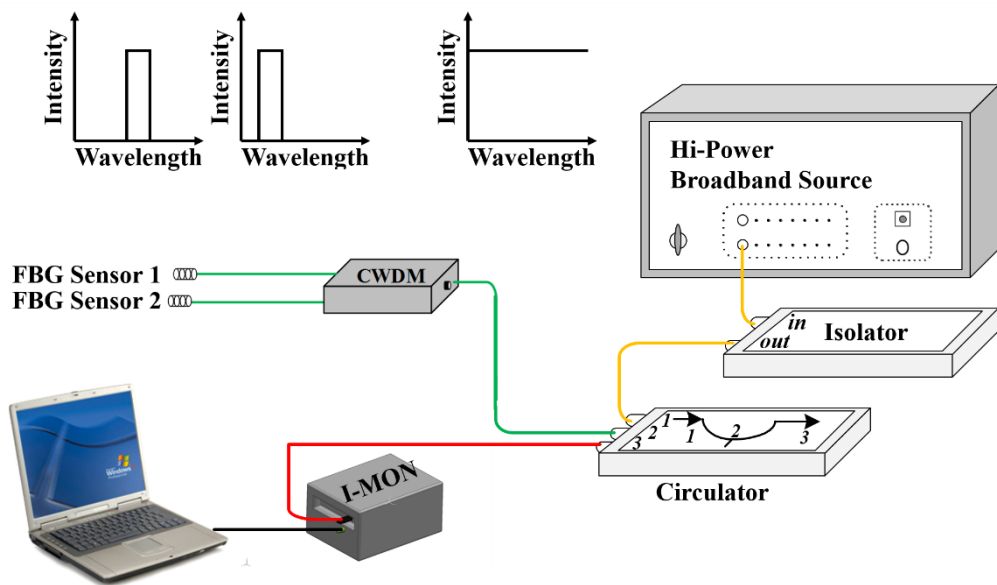 Intensity
Wavelength
Intensity
Wavelength
Intensity
Wavelength
Hi-Power
Broadband Source
FBG Sensor 1
FBG Sensor 2
CWDM
in
out
Isolator
1
2
3
1
2
3
Circulator
I-MON
Windows